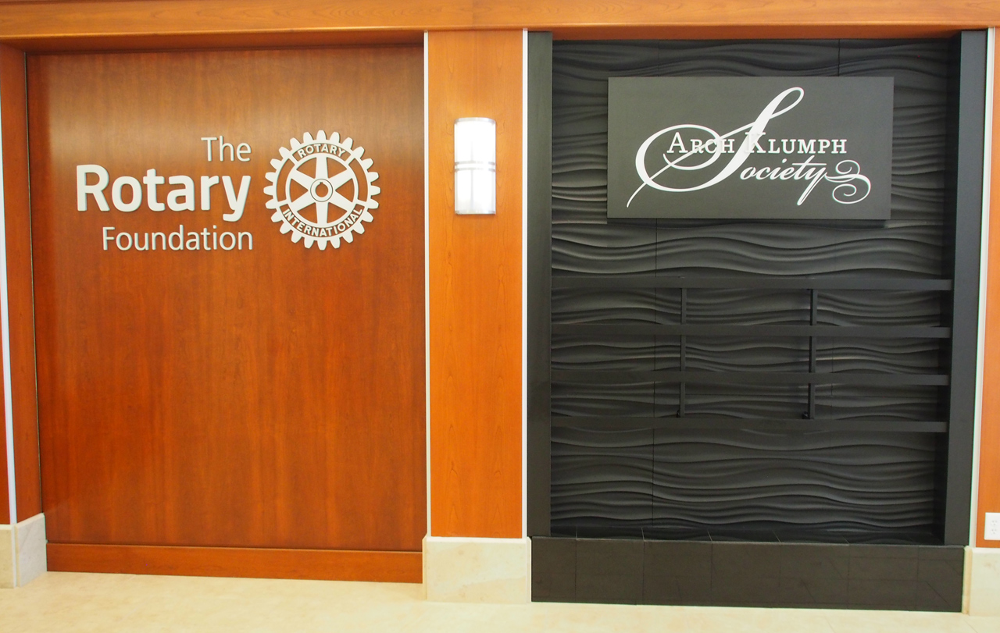 The
Rotary
Foundation
ROTARY
INTERNATIONAL
ARCH KLUMPH
Society